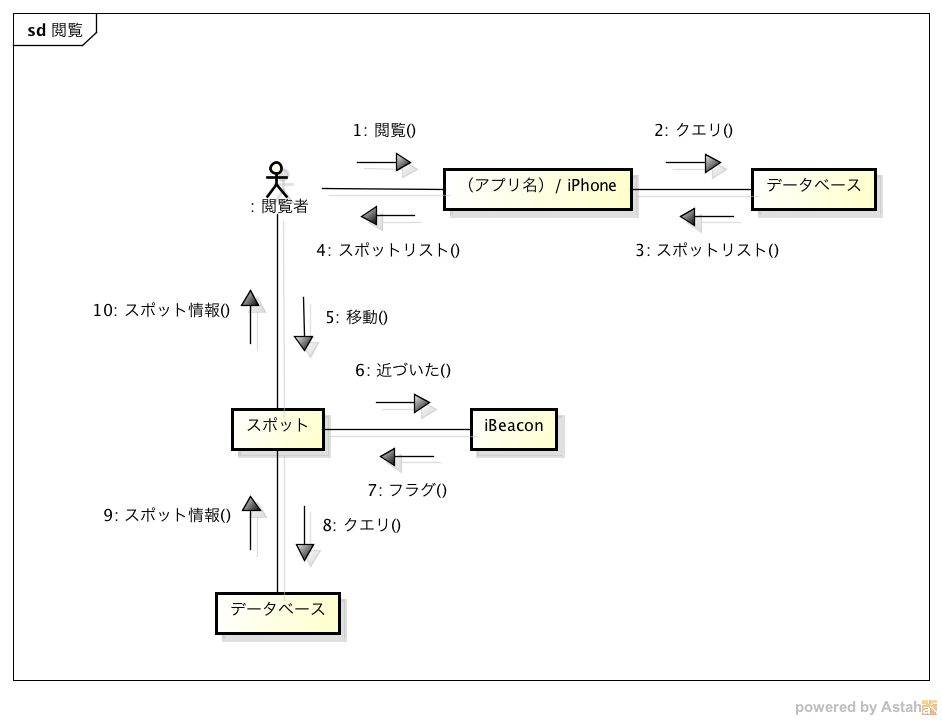 sd 閲覧
1: 閲覧()
2: クエリ()
: 閲覧者
（アプリ名）/ iPhone
データベース
4: スポットリスト()
3: スポットリスト()
10: スポット情報()
5: 移動()
6: 近づいた()
スポット
iBeacon
7: フラグ()
9: スポット情報()
8: クエリ()
データベース
powered by Astah